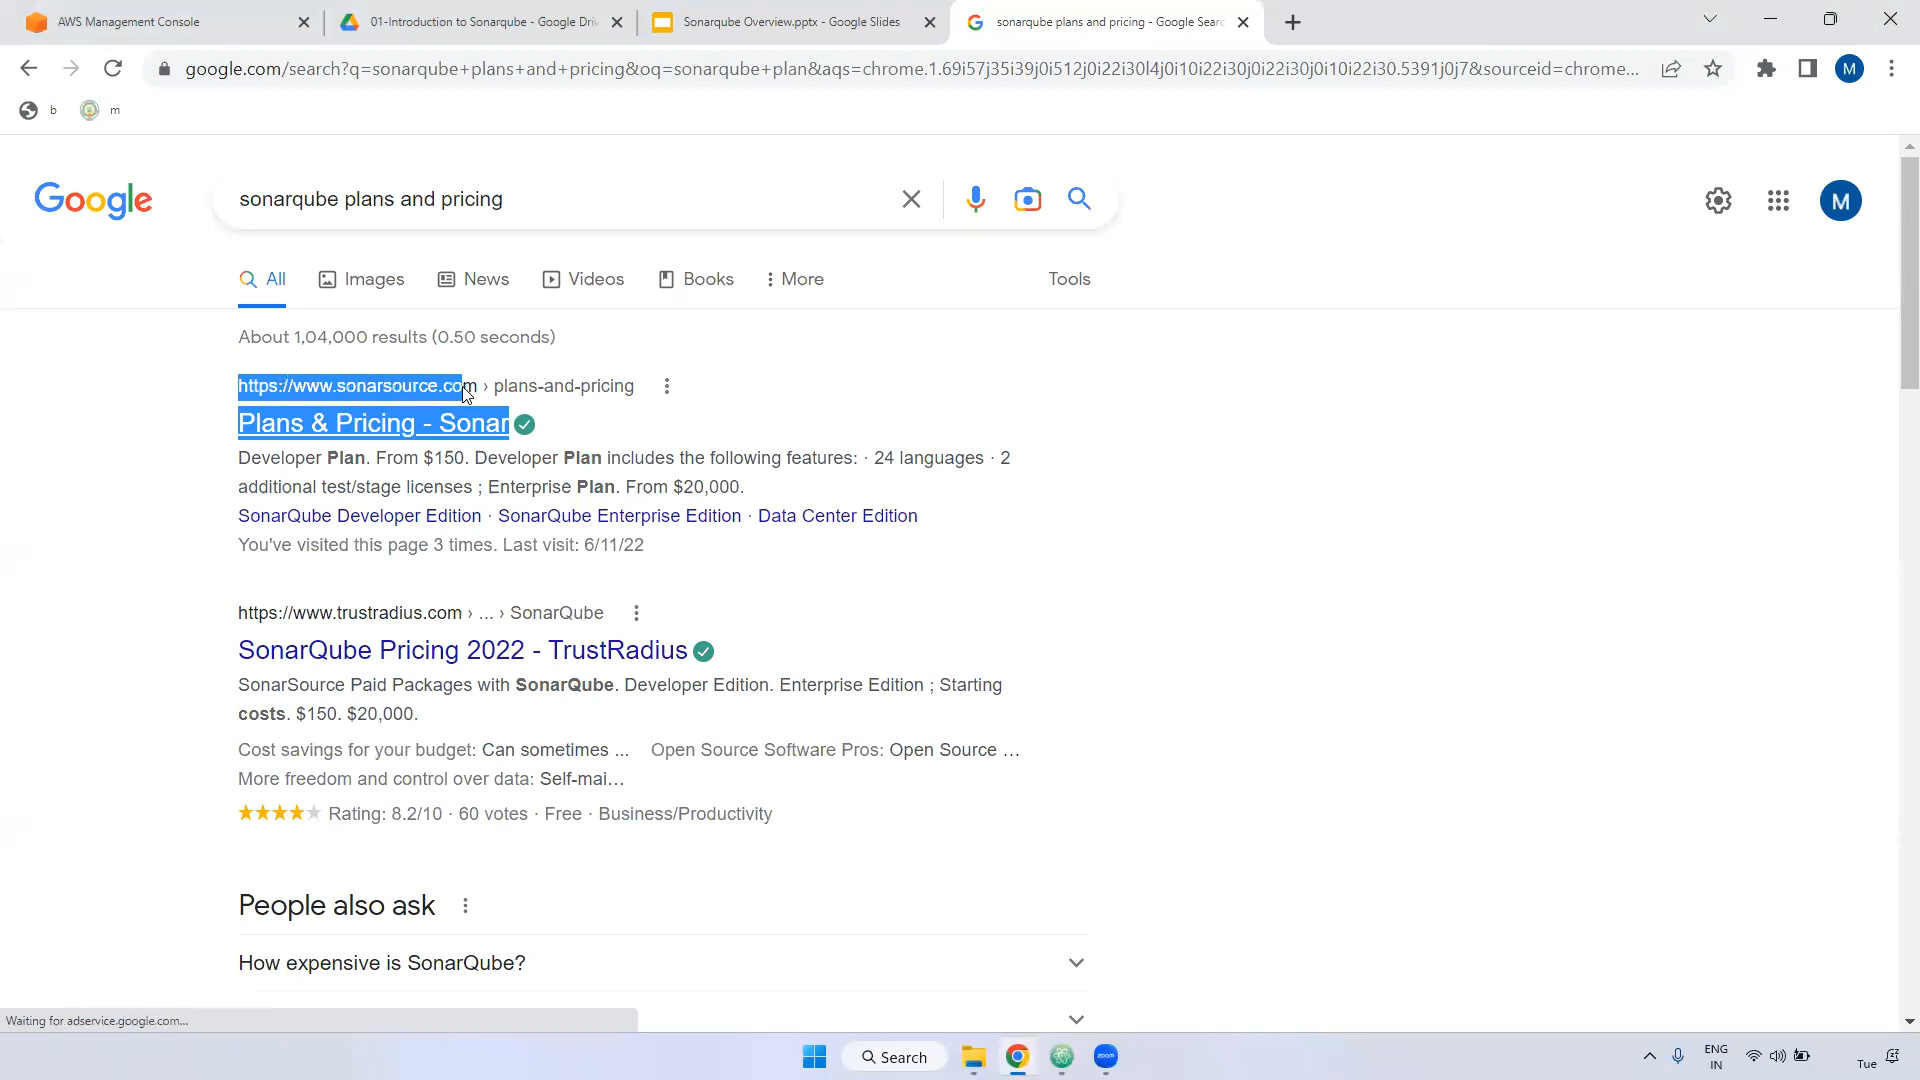 AWS Management Console
01-Introduction to Sonarqube - Google Dri
Sonarqube Overview.pptx - Google Slides
sonarqube plans and pricing - Google Searc
google.com/search?q=sonarqube+plans+and+pricing&oq=sonarqube+plan&aqs=chrome.1.69i57j35i39j0i512j0i22i30l4j0i10i22i30j0i22i30j0i10i22i30.5391j0j7&sourceid=chrome...
M
b
m
Google
sonarqube plans and pricing
M
All
Images
News
Videos
Books
More
Tools
About 1,04,000 results (0.50 seconds)
https://www.sonarsource.com › plans-and-pricing
Plans & Pricing - Sonar
Developer Plan. From $150. Developer Plan includes the following features: · 24 languages · 2
additional test/stage licenses ; Enterprise Plan. From $20,000.
SonarQube Developer Edition · SonarQube Enterprise Edition · Data Center Edition
You've visited this page 3 times. Last visit: 6/11/22
https://www.trustradius.com › ... › SonarQube
SonarQube Pricing 2022 - TrustRadius
SonarSource Paid Packages with SonarQube. Developer Edition. Enterprise Edition ; Starting
costs. $150. $20,000.
Cost savings for your budget: Can sometimes ... Open Source Software Pros: Open Source ...
More freedom and control over data: Self-mai...
Rating: 8.2/10 · 60 votes · Free · Business/Productivity
People also ask
How expensive is SonarQube?
Waiting for adservice.google.com...
Search
zoom
ENG
IN
Tue